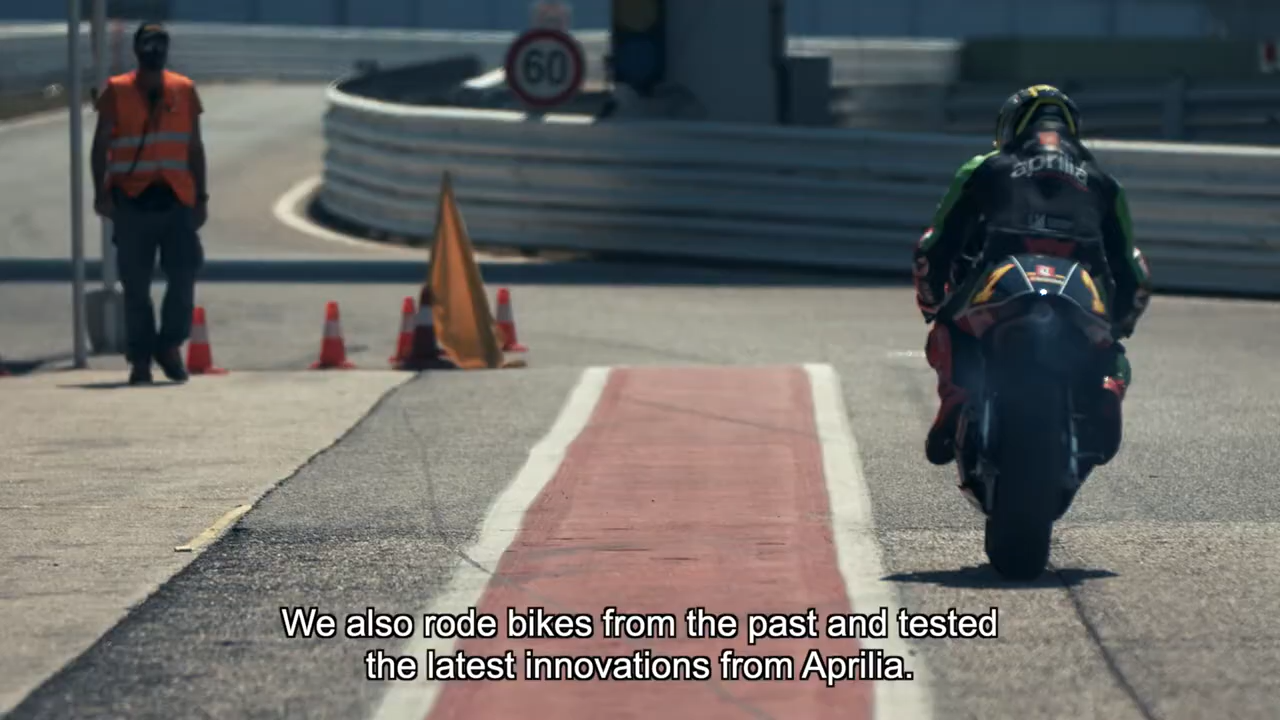 60
aprilia
We also rode bikes from the past and tested
the latest innovations from Aprilia.